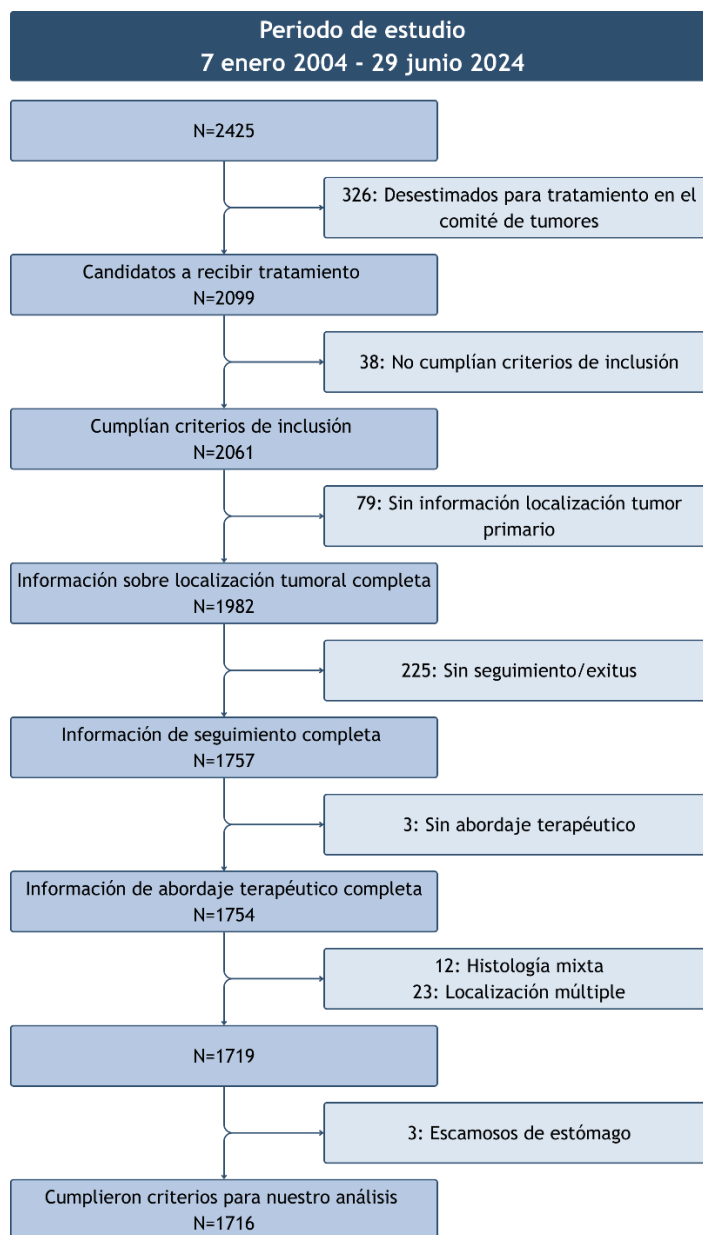 Periodo de estudio
7 enero 2004 - 29 junio 2024
N=2425
326: Desestimados para tratamiento en el
comité de tumores
Candidatos a recibir tratamiento
N=2099
38: No cumplían criterios de inclusión
Cumplían criterios de inclusión
N=2061
79: Sin información localización tumor
primario
Información sobre localización tumoral completa
N=1982
225: Sin seguimiento/exitus
Información de seguimiento completa
N=1757
3: Sin abordaje terapéutico
Información de abordaje terapéutico completa
N=1754
12: Histología mixta
23: Localización múltiple
N=1719
3: Escamosos de estómago
Cumplieron criterios para nuestro análisis
N=1716